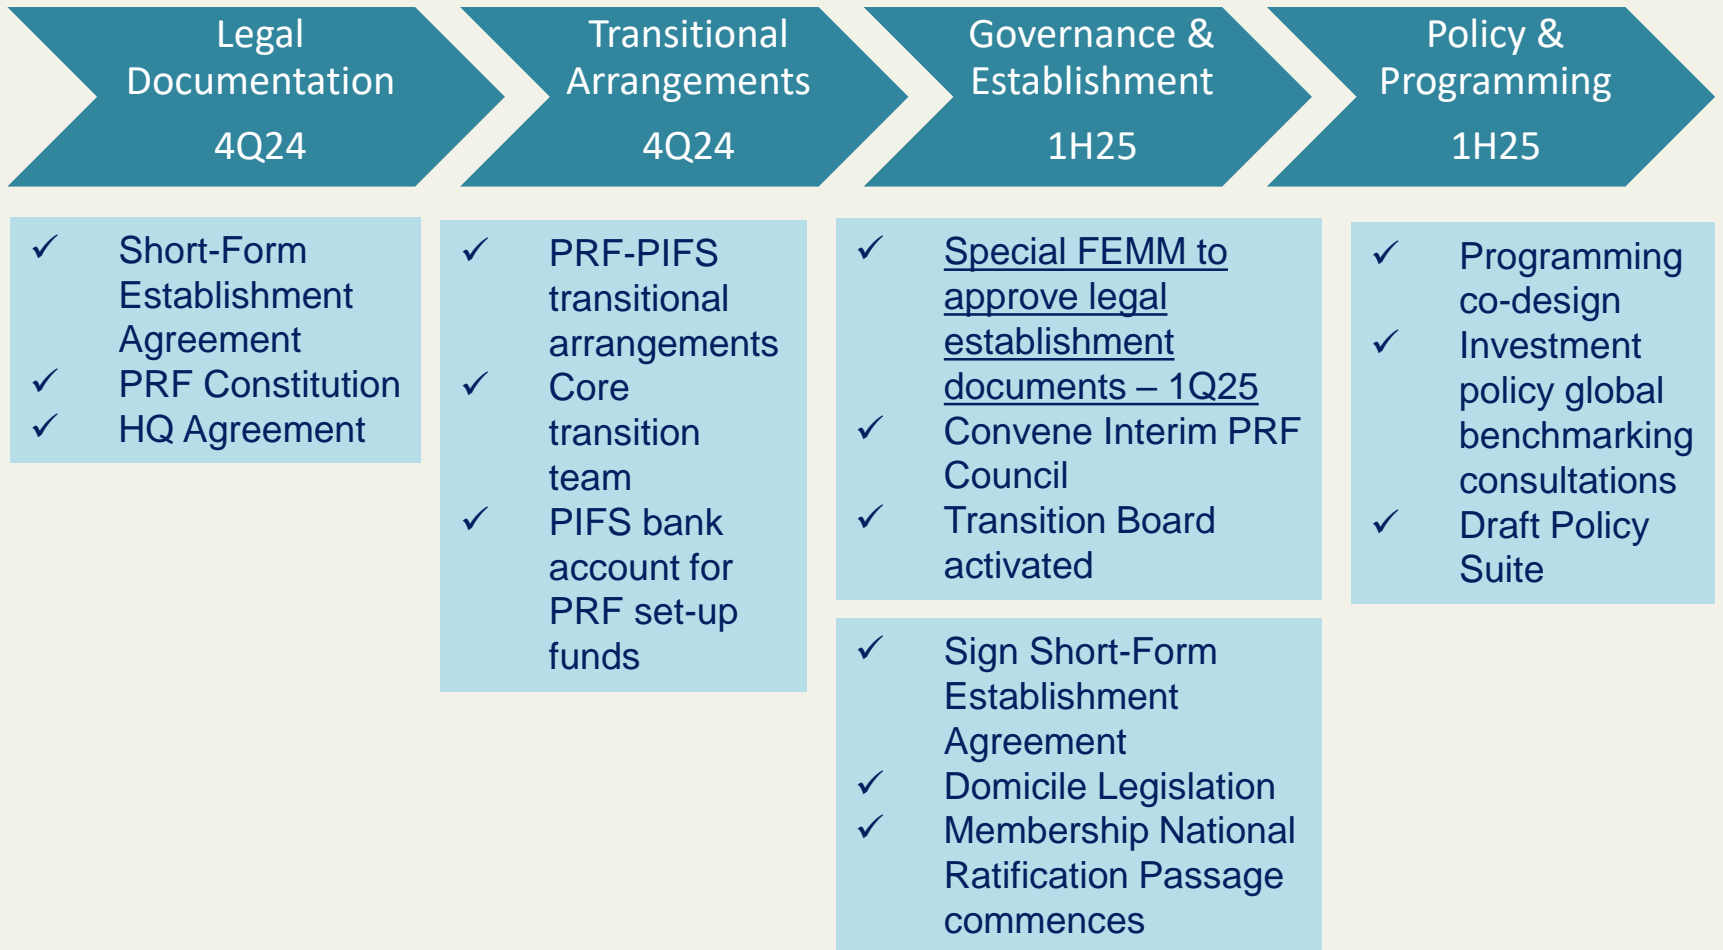 Legal
Documentation
4Q24
Transitional
Arrangements
4Q24
Governance &
Establishment
1H25
Policy &
Programming
1H25
✓ Short-Form
Establishment
Agreement
✓ PRF Constitution
✓ HQ Agreement
✓ PRF-PIFS
transitional
arrangements
✓ Core
transition
team
✓ PIFS bank
account for
PRF set-up
funds
✓ Special FEMM to
approve legal
establishment
documents – 1Q25
✓ Convene Interim PRF
Council
✓ Transition Board
activated
✓ Sign Short-Form
Establishment
Agreement
✓ Domicile Legislation
✓ Membership National
Ratification Passage
commences
✓ Programming
co-design
✓ Investment
policy global
benchmarking
consultations
✓ Draft Policy
Suite